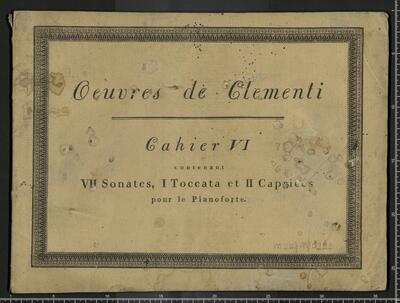 Oeuvres de Clementi
Cahier VI
contenant
VII Sonates, I Toccata et II Caprices
pour le Pianoforte.